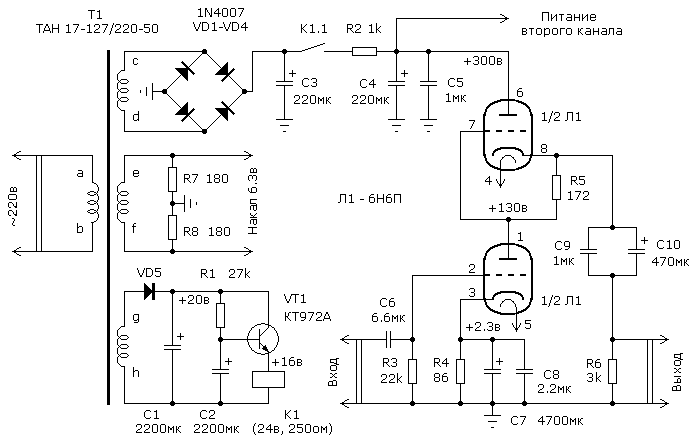 T1
ТАН 17-127/220-50
1N4007
VD1-VD4
K1.1
R2 1k
Питание
второго канала
c
d
+
C3
220мк
+
C4
220мк
C5
1мк
+300в
6
7
8
4
1/2 Л1
R5
172
+130в
~220в
a
b
e
f
R7 180
R8 180
Накал 6.3в
Л1 - 6Н6П
1
2
3
5
1/2 Л1
C9
1мк
+
C10
470мк
VD5
g
h
+20в
R1 27k
VT1
КТ972А
+
+
+16в
C1
2200мк
C2
2200мк
K1
(24в, 250ом)
Вход
C6
6.6мк
R3
22k
R4
86
+2.3в
+
C8
2.2мк
C7 4700мк
R6
3k
Выход